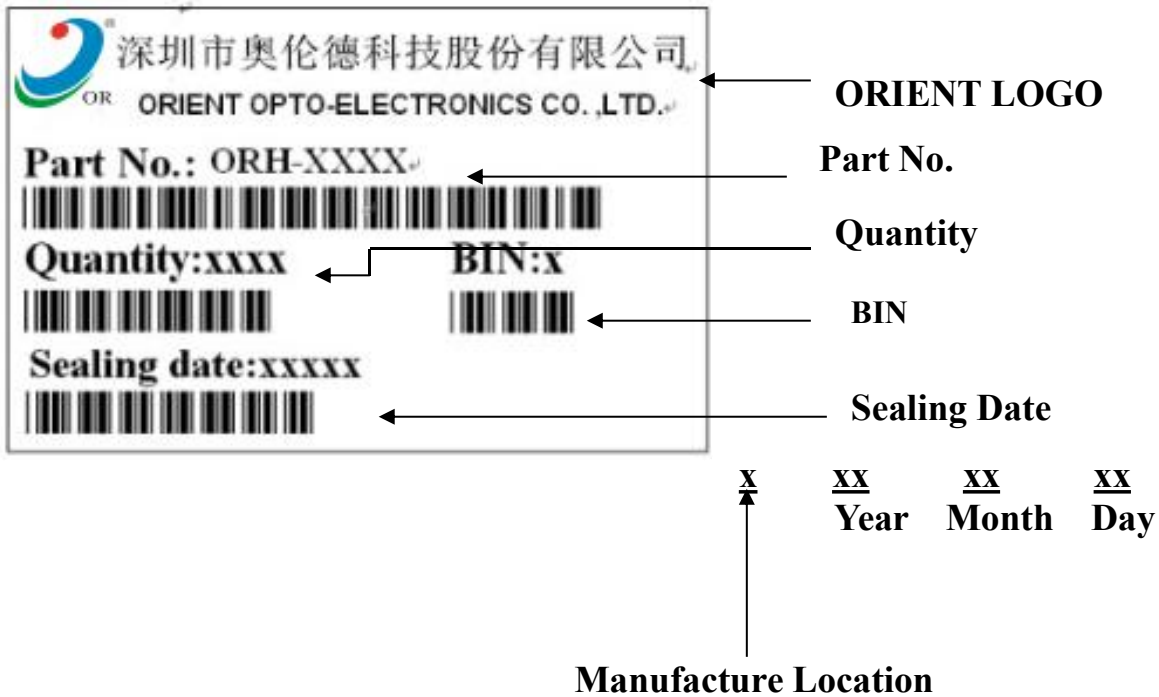 深圳市奥伦德科技股份有限公司
OR
ORIENT OPTO-ELECTRONICS CO. ,LTD.
ORIENT LOGO
Part No.: ORH-XXXX
Part No.
Quantity:xxxx
BIN:x
Quantity
BIN
Sealing date:xxxxx
Sealing Date
x xx xx xx
Year Month Day
Manufacture Location